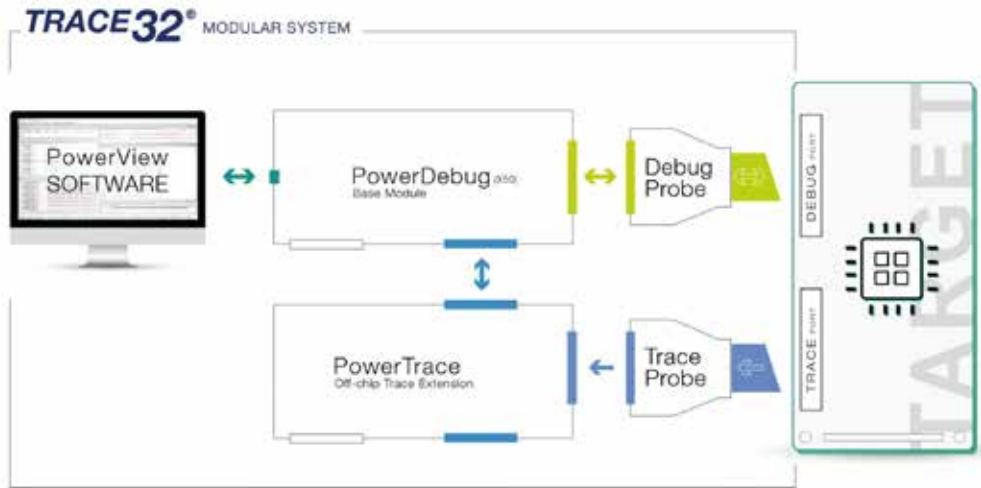 TRACE32® MODULAR SYSTEM
PowerView
SOFTWARE
PowerDebug
Base Module
Debug
Probe
DEBUG PORT
PowerTrace
Off-chip Trace Extension
Trace
Probe
TRACE PORT
TARGET